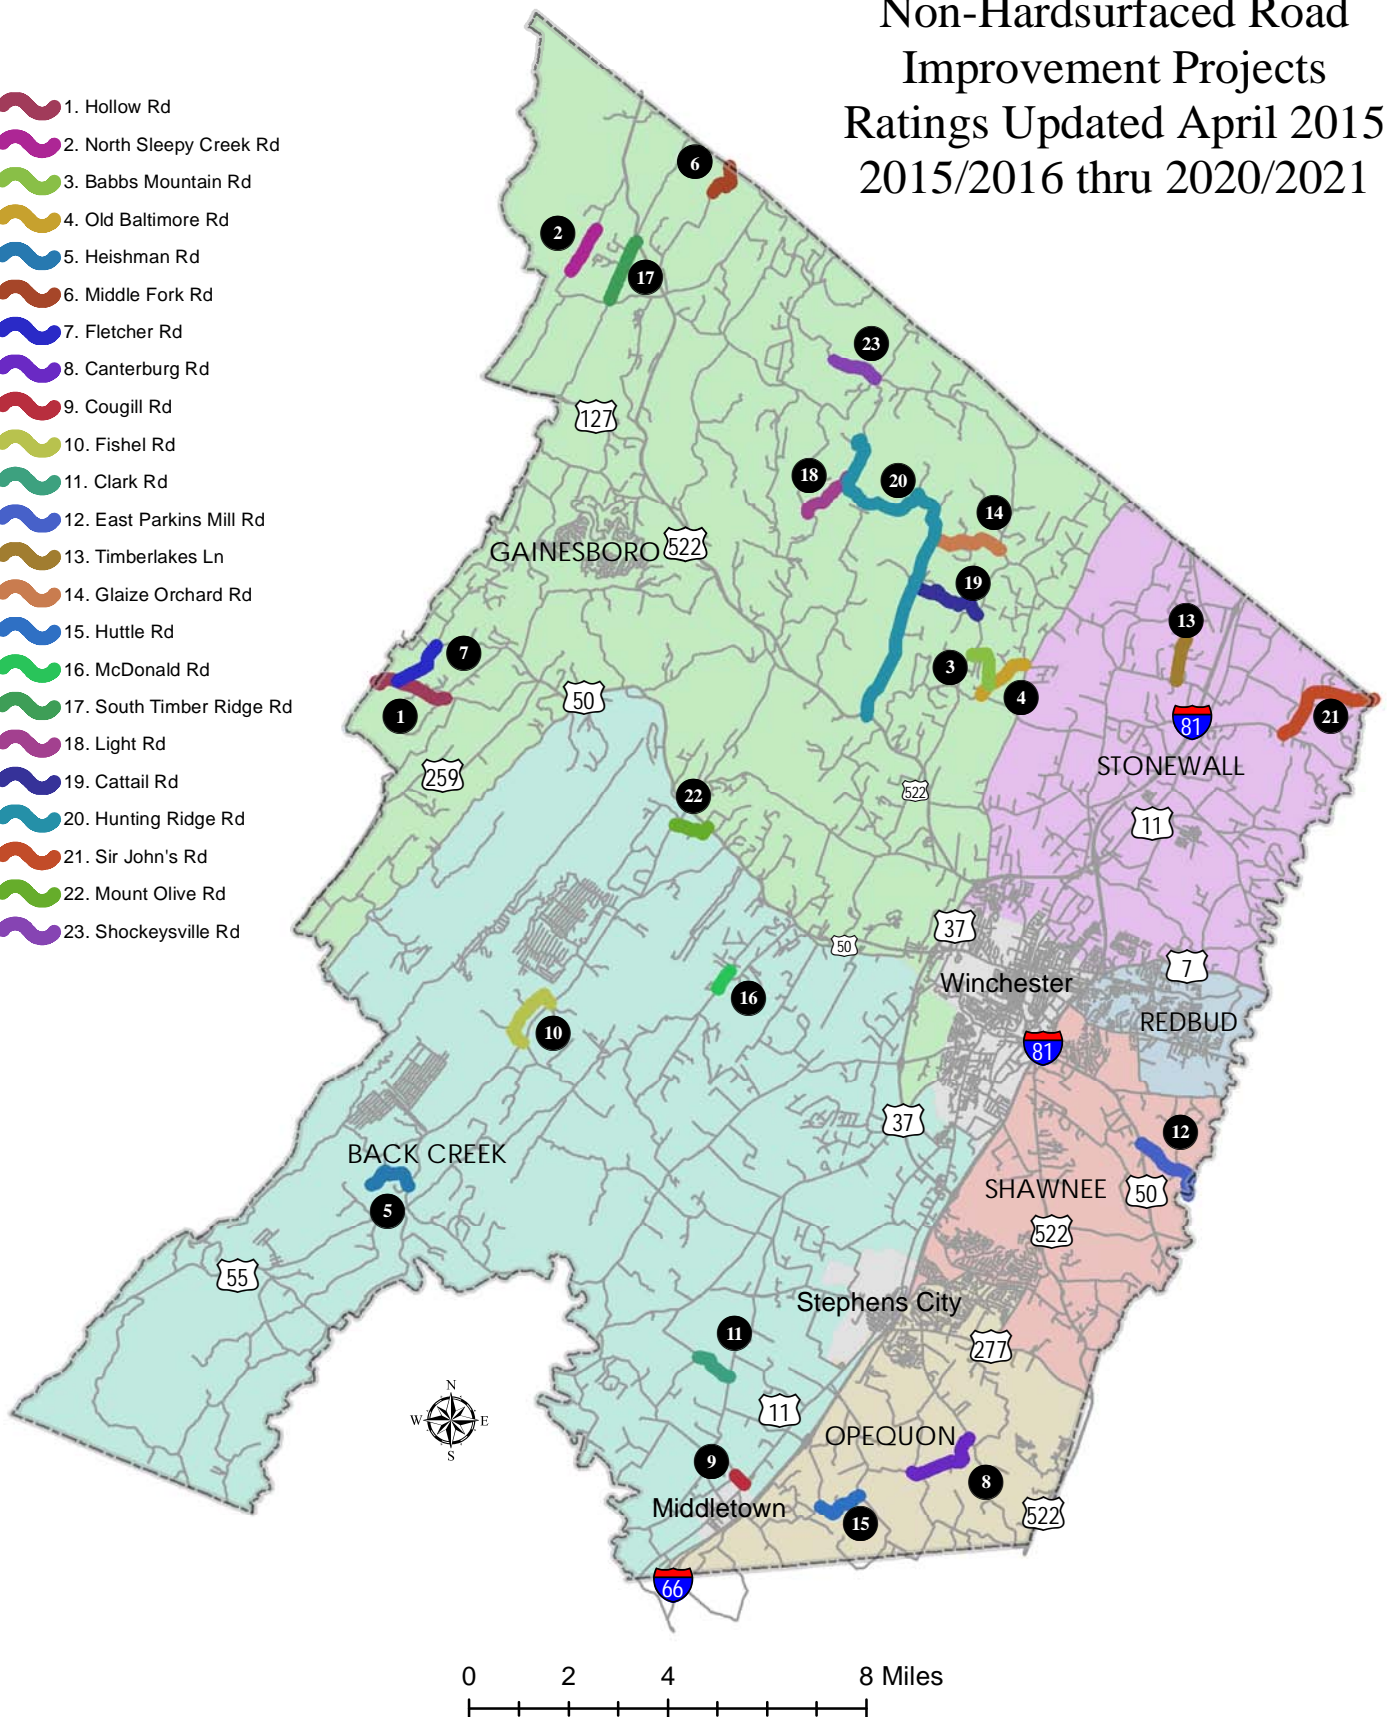 Non-Hardsurfaced Road
Improvement Projects
Ratings Updated April 2015
2015/2016 thru 2020/2021
1. Hollow Rd
2. North Sleepy Creek Rd
3. Babbs Mountain Rd
4. Old Baltimore Rd
5. Heishman Rd
6. Middle Fork Rd
7. Fletcher Rd
8. Canterburg Rd
9. Cougill Rd
10. Fishel Rd
11. Clark Rd
12. East Parkins Mill Rd
13. Timberlakes Ln
14. Glaize Orchard Rd
15. Huttle Rd
16. McDonald Rd
17. South Timber Ridge Rd
18. Light Rd
19. Cattail Rd
20. Hunting Ridge Rd
21. Sir John's Rd
22. Mount Olive Rd
23. Shockeysville Rd
6
2
17
23
127
18
20
14
GAINESBORO
522
19
13
7
3
4
50
1
21
81
STONEWALL
259
522
22
11
37
50
7
Winchester
16
REDBUD
10
81
37
12
BACK CREEK
SHAWNEE
50
5
522
55
Stephens City
11
277
11
OPEQUON
9
8
Middletown
522
15
66
N
W
E
S
0
2
4
8 Miles